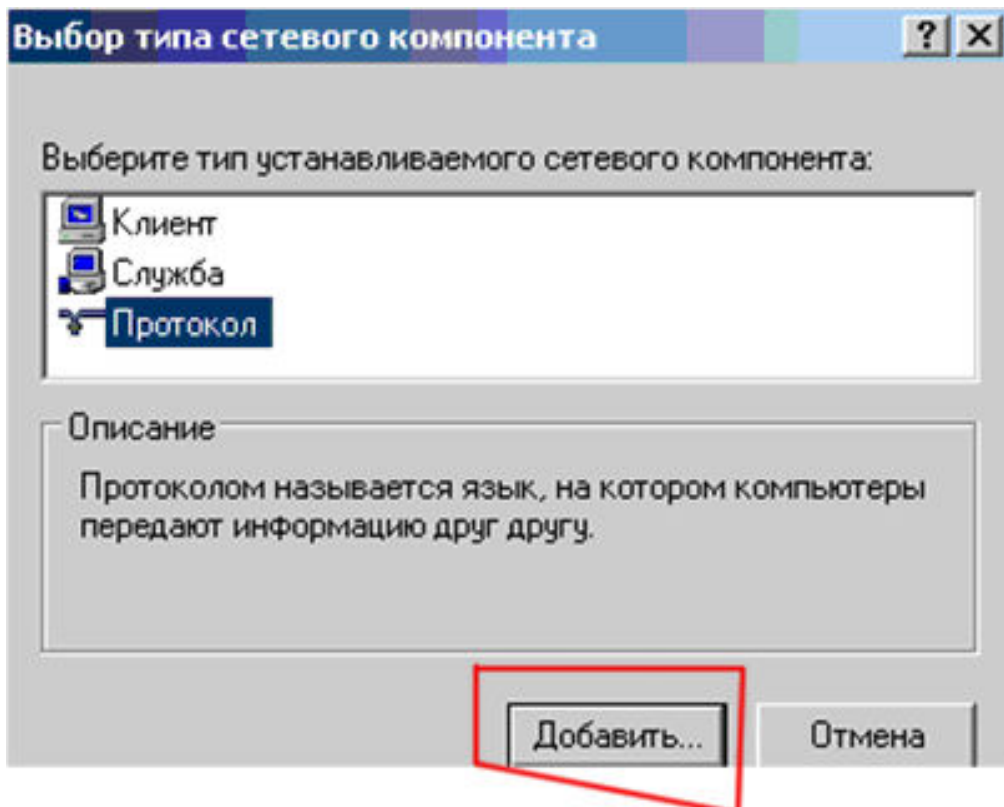 Выбор типа сетевого компонента
Выберите тип устанавливаемого сетевого компонента:
Клиент
Служба
Протокол
Описание
Протоколом называется язык, на котором компьютеры
передают информацию друг другу.
Добавить...
Отмена